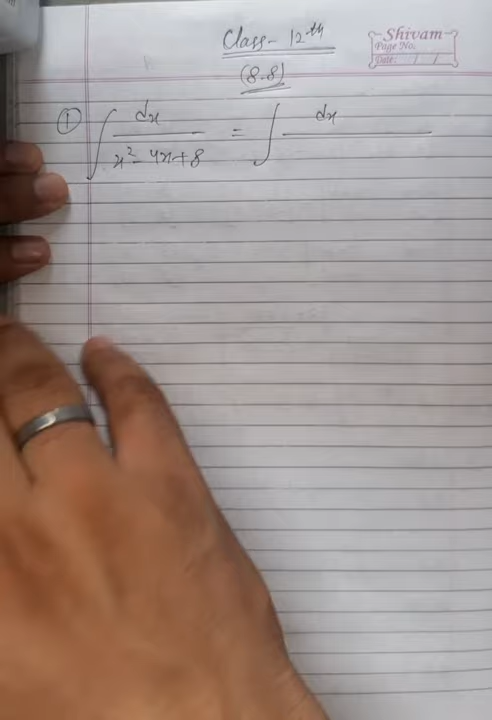 Class - 12th
Shivam
Page No.
Date: / /
(8.8)
① ∫ dx / x² - 4x + 8 = ∫ dx